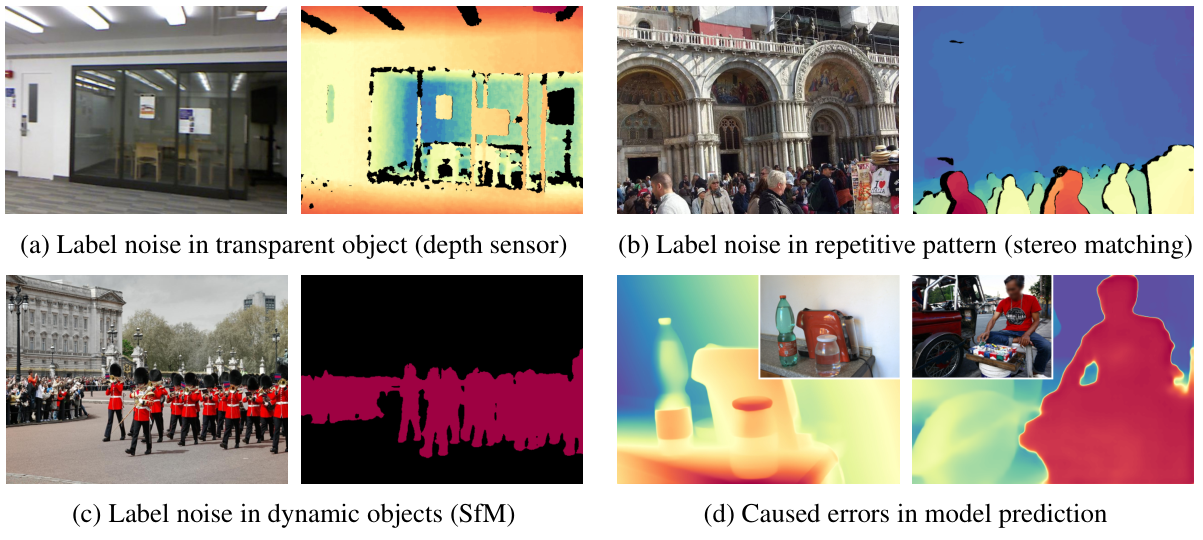 (a) Label noise in transparent object (depth sensor)
(b) Label noise in repetitive pattern (stereo matching)
I
(c) Label noise in dynamic objects (SfM)
(d) Caused errors in model prediction